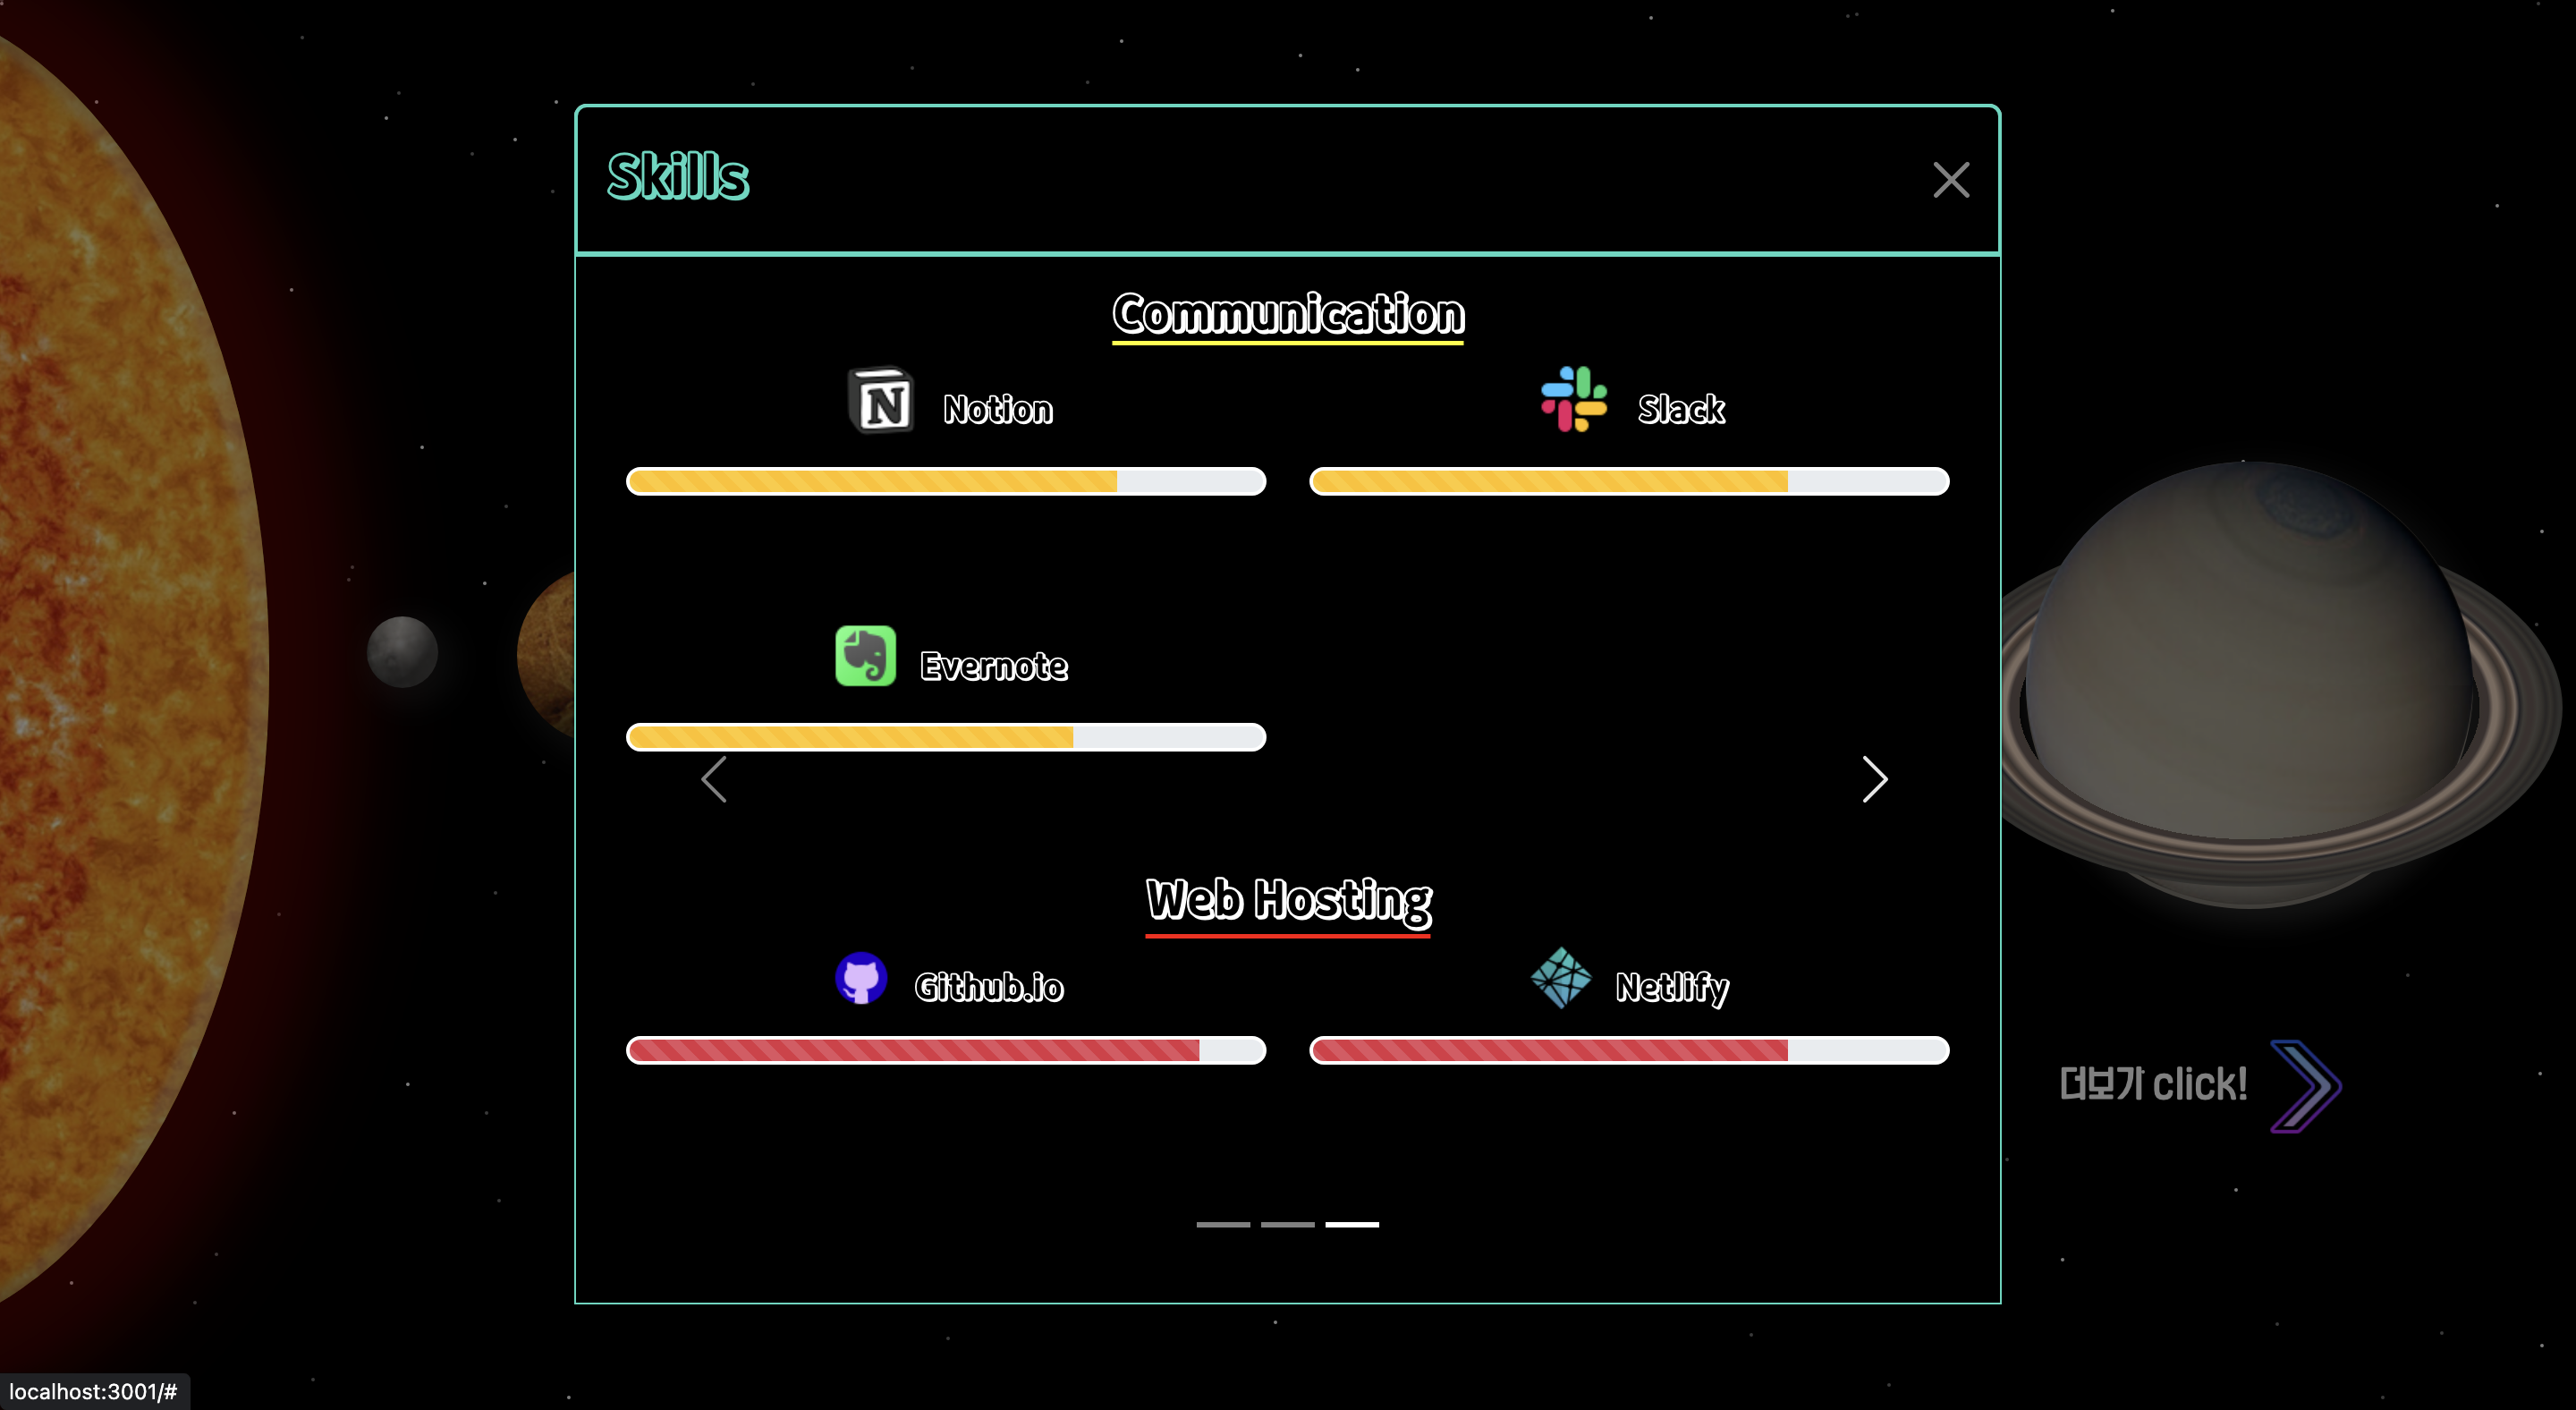 Skills
Communication
N Notion
Slack
Evernote
Web Hosting
Github.io
Netlify
더보기 click!
localhost:3001/#